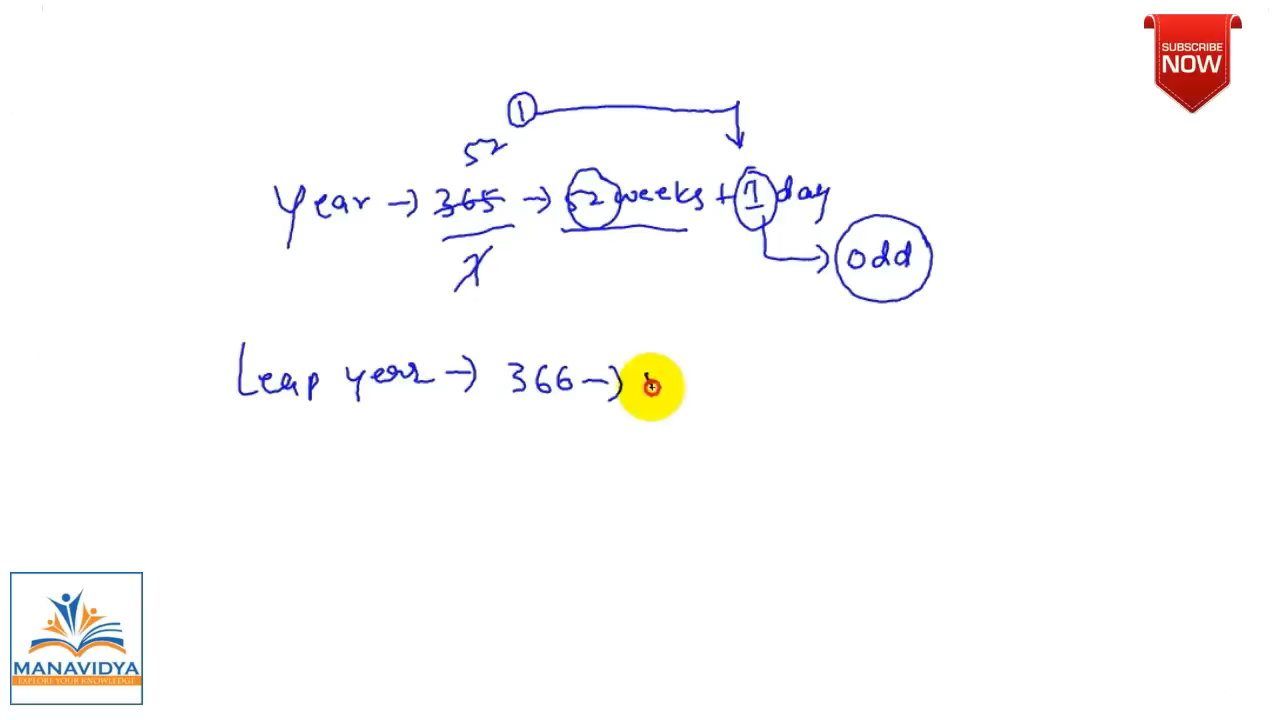 SUBSCRIBE
NOW
1
52
Year → 365 → 52 weeks + 1 day
7
odd
Leap year → 366 →
MANAVIDYA
EXPLORE YOUR KNOWLEDGE